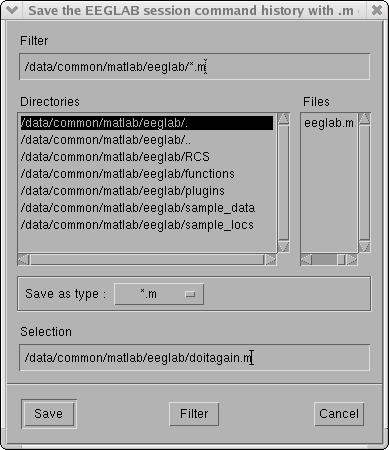 Save the EEGLAB session command history with .m
Filter
/data/common/matlab/eeglab/*.m
Directories
Files
/data/common/matlab/eeglab/.
/data/common/matlab/eeglab/..
/data/common/matlab/eeglab/RCS
/data/common/matlab/eeglab/functions
/data/common/matlab/eeglab/plugins
/data/common/matlab/eeglab/sample_data
/data/common/matlab/eeglab/sample_locs
eeglab.m
Save as type :
*.m
Selection
/data/common/matlab/eeglab/doitagain.m
Save
Filter
Cancel